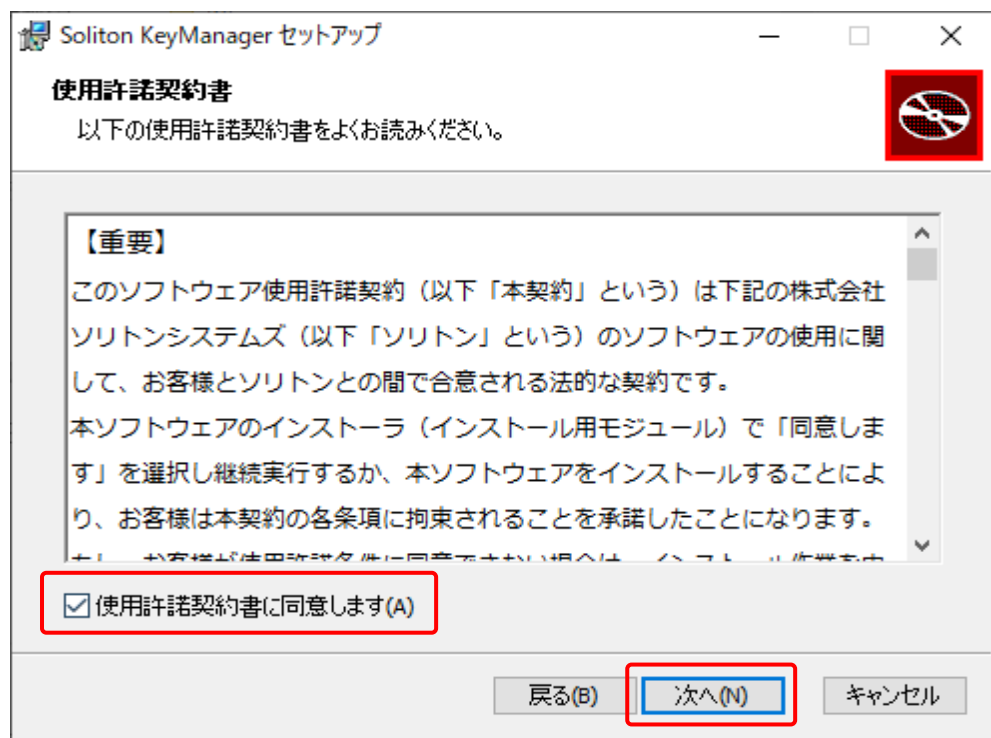 Soliton KeyManager セットアップ
使用許諾契約書
以下の使用許諾契約書をよくお読みください。
【重要】
このソフトウェア使用許諾契約（以下「本契約」という）は下記の株式会社
ソリトンシステムズ（以下「ソリトン」という）のソフトウェアの使用に関
して、お客様とソリトンとの間で合意される法的な契約です。
本ソフトウェアのインストーラ（インストール用モジュール）で「同意しま
す」を選択し継続実行するか、本ソフトウェアをインストールすることによ
り、お客様は本契約の各条項に拘束されることを承諾したことになります。
使用許諾契約書に同意します(A)
戻る(B) 次へ(N) キャンセル